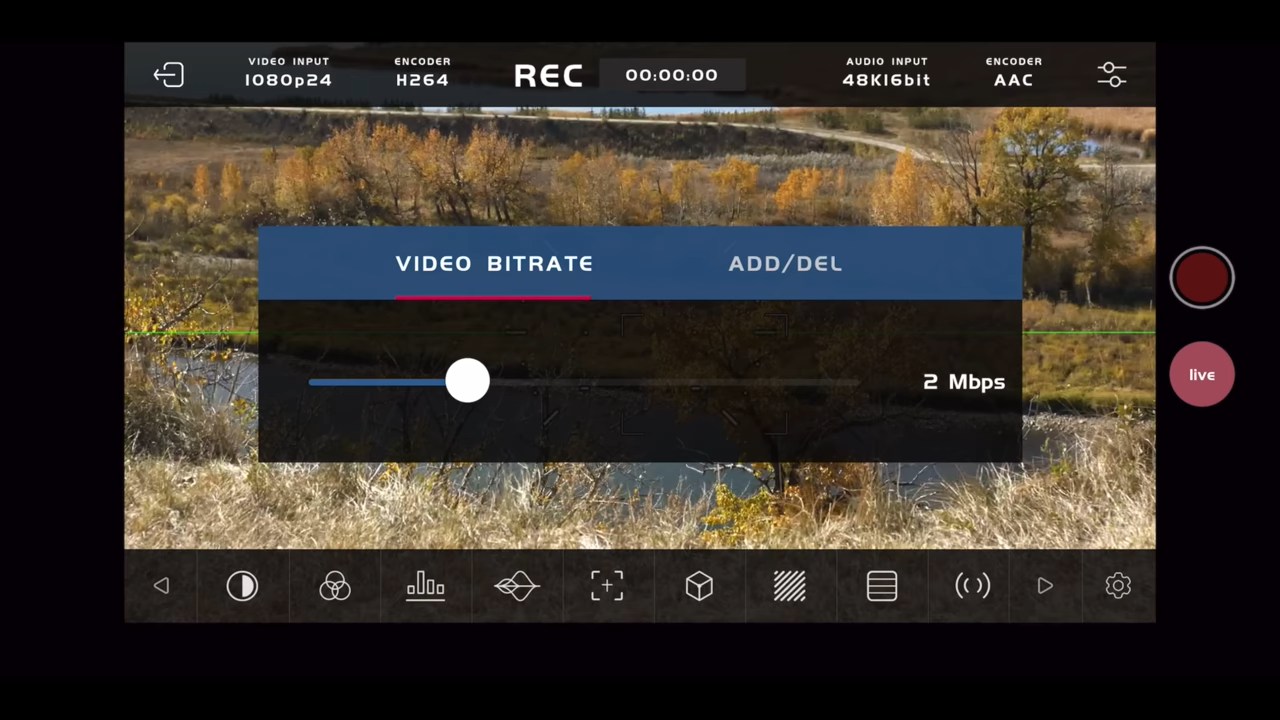 VIDEO INPUT
1080p24
ENCODER
H264
REC
00:00:00
AUDIO INPUT
48K16bit
ENCODER
AAC
VIDEO BITRATE
ADD/DEL
2 Mbps
live